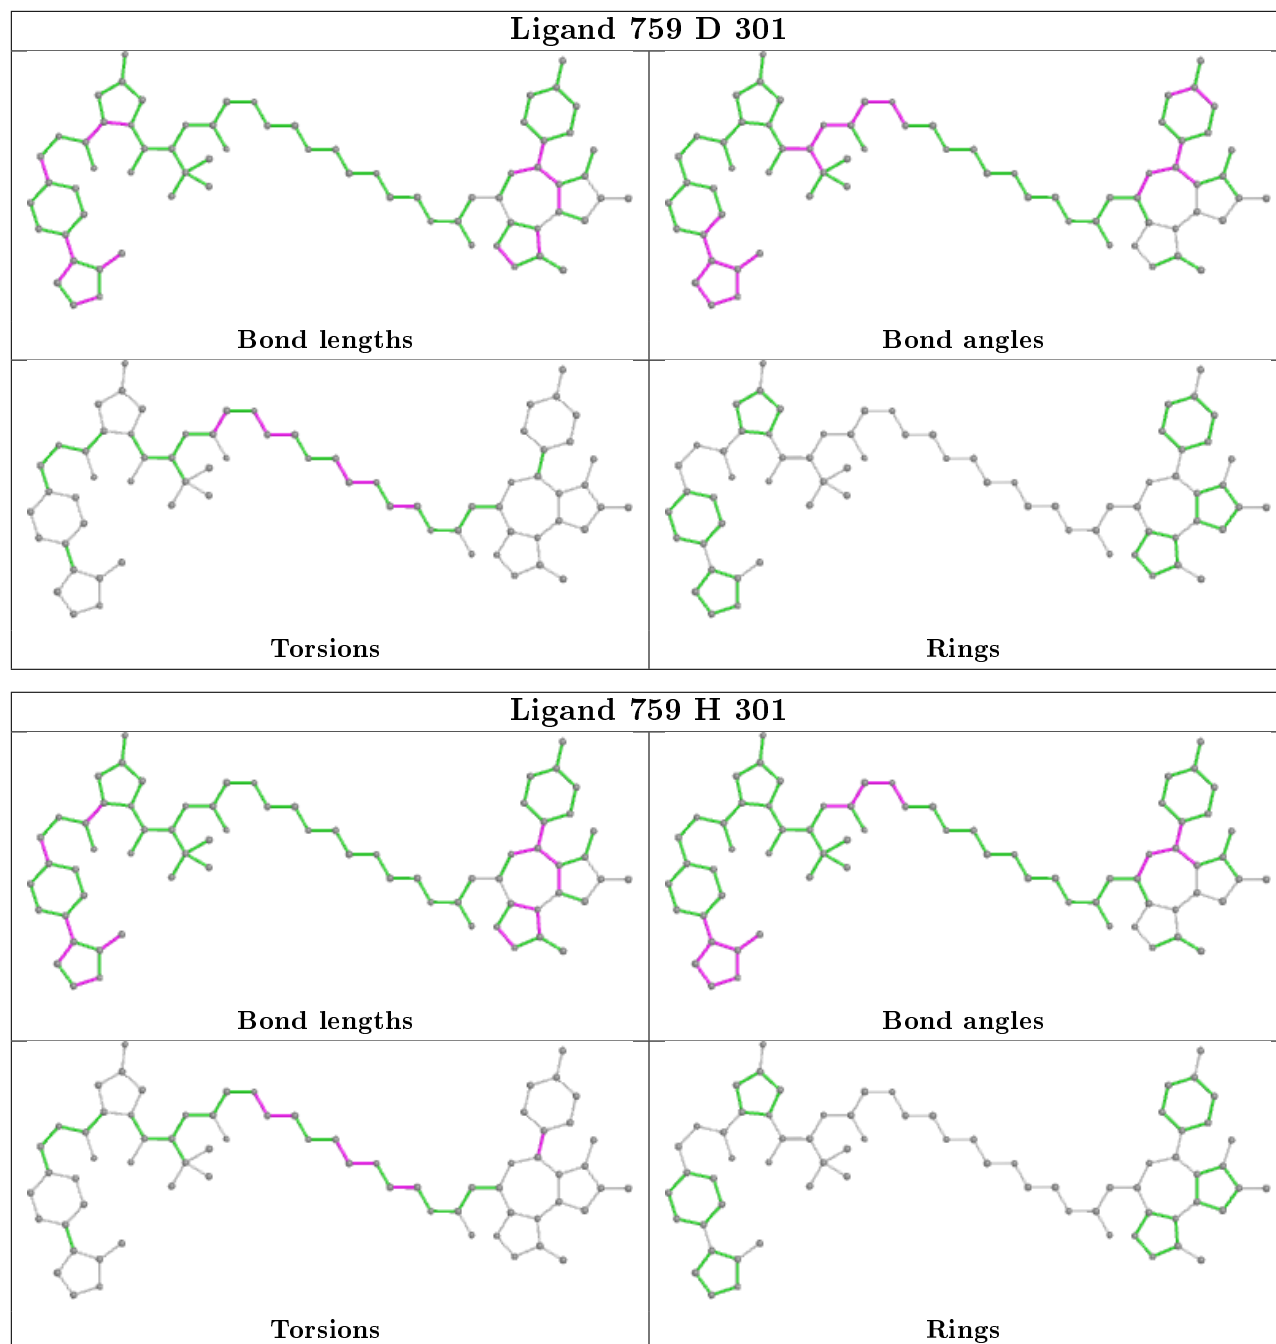 Ligand 759 D 301
Bond lengths
Bond angles
Torsions
Rings
Ligand 759 H 301
Bond lengths
Bond angles
Torsions
Rings